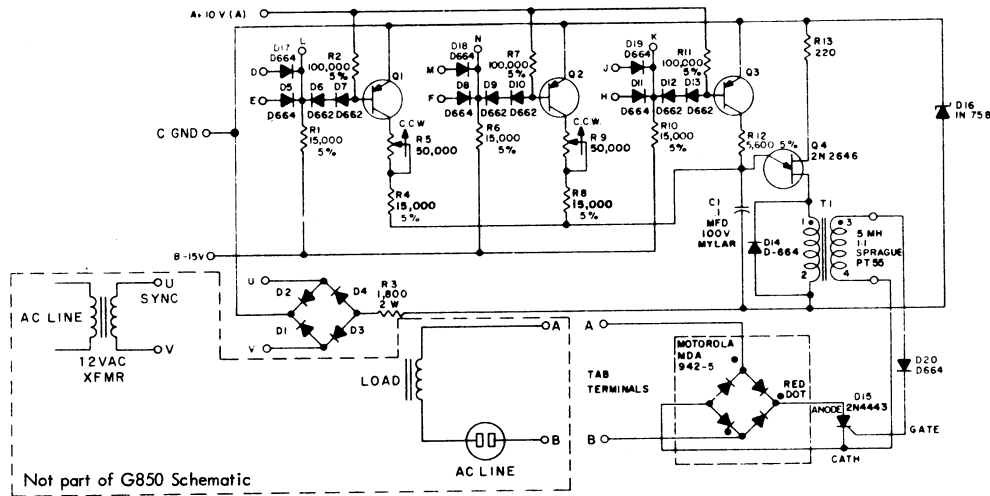 A+10V(A)
D17
D664
L
R2
100,000
5%
Q1
D
E
D5
D6
D7
D664
D662
D662
R1
15,000
5%
C.C.W.
R5
50,000
R4
15,000
5%
D18
D664
N
R7
100,000
5%
Q2
M
F
D8
D9
D10
D664
D662
D662
R6
15,000
5%
C.C.W.
R9
50,000
R8
15,000
5%
D19
D664
K
R11
100,000
5%
Q3
J
H
D11
D12
D13
D664
D662
D662
R10
15,000
5%
R12
5,600 5%
R13
220
Q4
2N2646
D16
1N 758
C GND
B -15V
C1
.1
MFD
100V
MYLAR
D14
D-664
T1
1
3
2
4
5 MH
1:1
SPRAGUE
PT 55
AC LINE
U
SYNC
V
12VAC
XFMR
U
V
D2
D4
D1
D3
R3
1,800
2 W
LOAD
A
B
AC LINE
Not part of G850 Schematic
A
B
TAB
TERMINALS
MOTOROLA
MDA
942-5
RED
DOT
ANODE
D15
2N4443
GATE
CATH
D20
D664